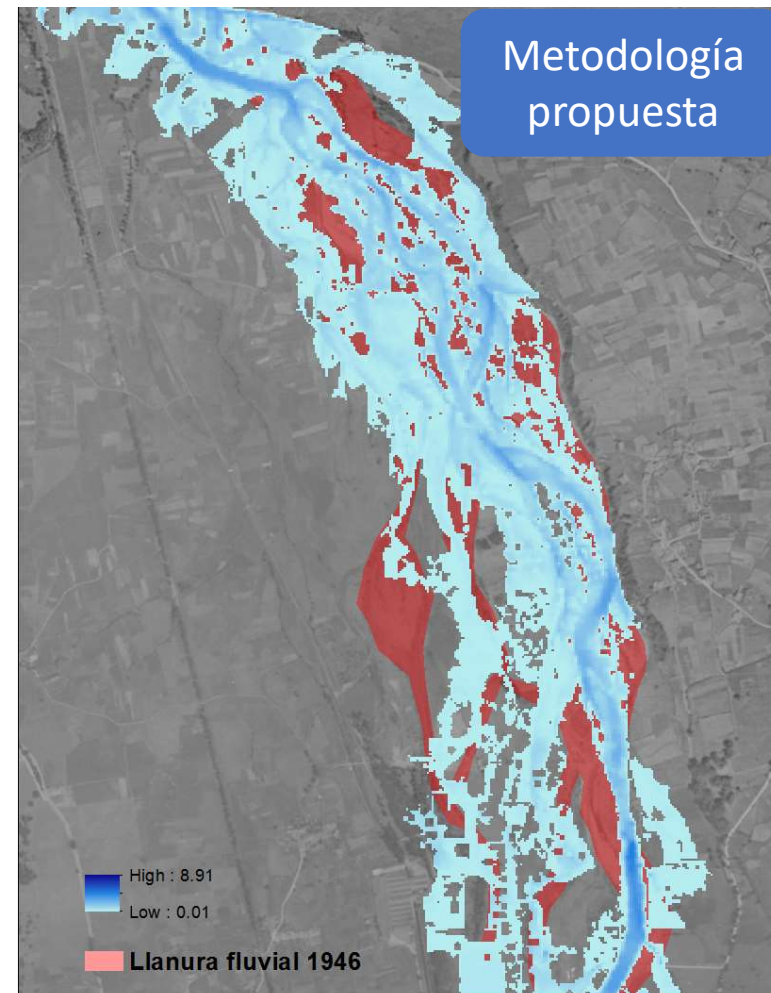 Metodología
propuesta
High : 8.91
Low : 0.01
Llanura fluvial 1946